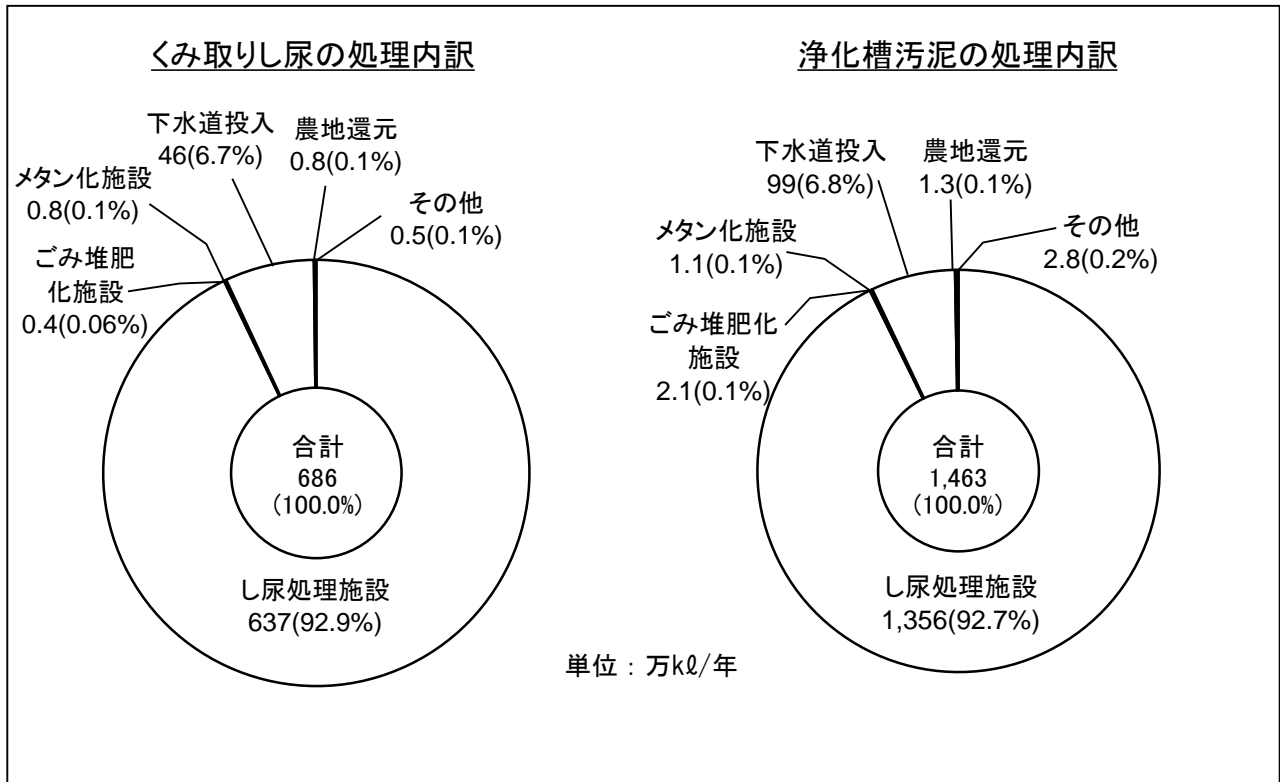 くみ取りし尿の処理内訳
下水道投入
46(6.7%)
農地還元
0.8(0.1%)
メタン化施設
0.8(0.1%)
その他
0.5(0.1%)
ごみ堆肥
化施設
0.4(0.06%)
合計
686
(100.0%)
し尿処理施設
637(92.9%)
浄化槽汚泥の処理内訳
下水道投入
99(6.8%)
農地還元
1.3(0.1%)
メタン化施設
1.1(0.1%)
その他
2.8(0.2%)
ごみ堆肥化
施設
2.1(0.1%)
合計
1,463
(100.0%)
し尿処理施設
1,356(92.7%)
単位：万kℓ/年